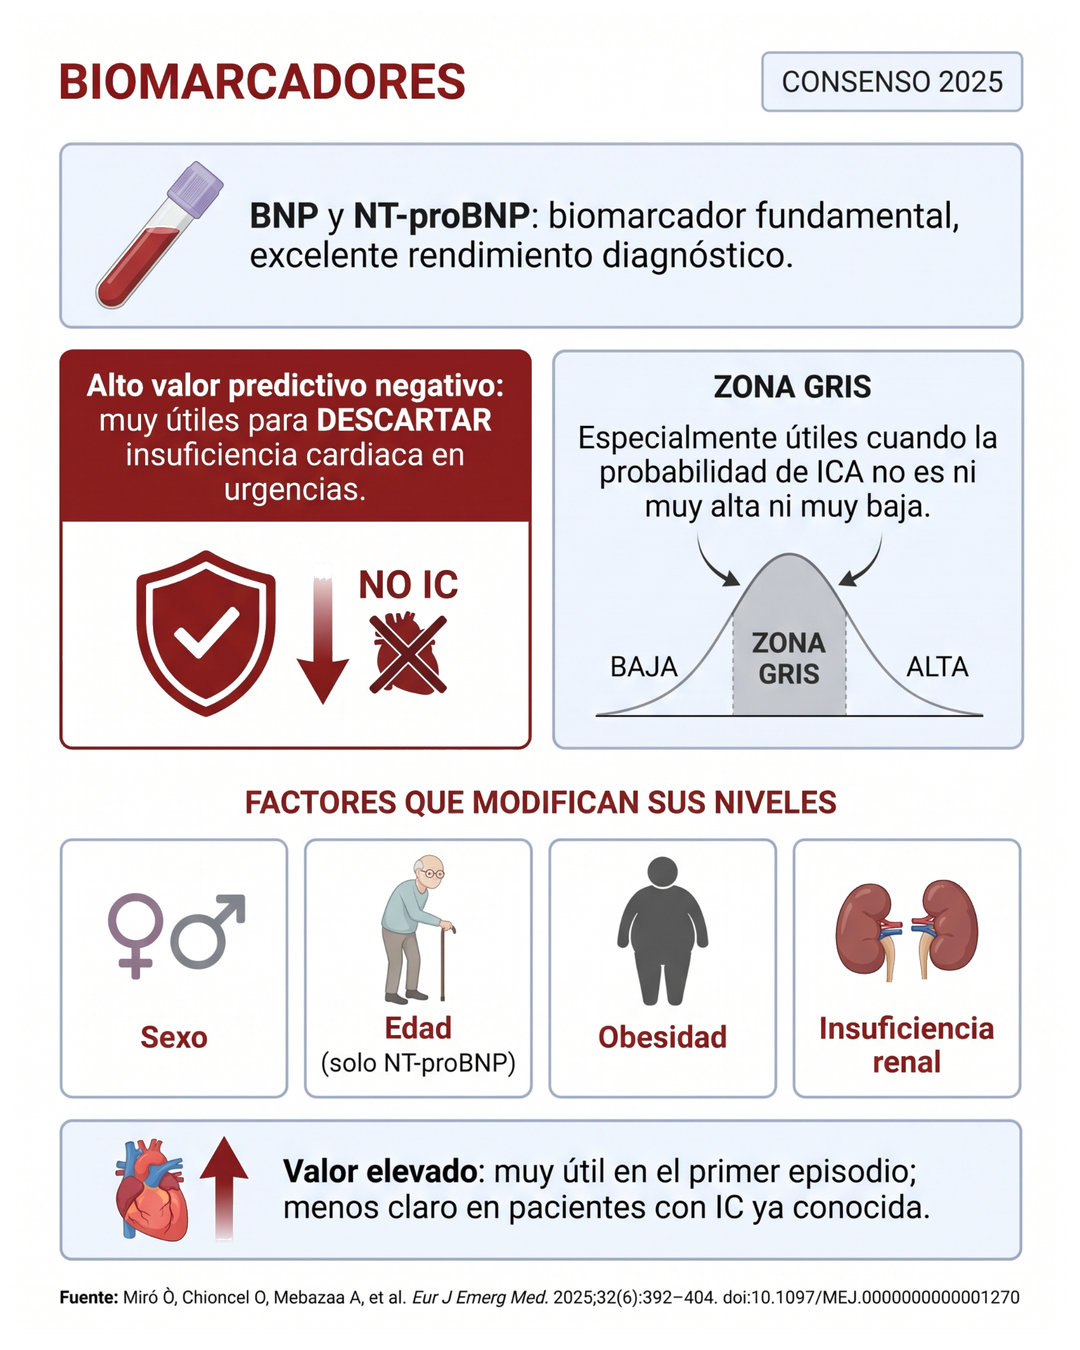 BIOMARCADORES
CONSENSO 2025
BNP y NT-proBNP: biomarcador fundamental,
excelente rendimiento diagnóstico.
Alto valor predictivo negativo:
muy útiles para DESCARTAR
insuficiencia cardiaca en
urgencias.
NO IC
ZONA GRIS
Especialmente útiles cuando la
probabilidad de ICA no es ni
muy alta ni muy baja.
BAJA
ZONA
GRIS
ALTA
FACTORES QUE MODIFICAN SUS NIVELES
Sexo
Edad
(solo NT-proBNP)
Obesidad
Insuficiencia
renal
Valor elevado: muy útil en el primer episodio;
menos claro en pacientes con IC ya conocida.
Fuente: Miró Ò, Chioncel O, Mebazaa A, et al. Eur J Emerg Med. 2025;32(6):392–404. doi:10.1097/MEJ.0000000000001270